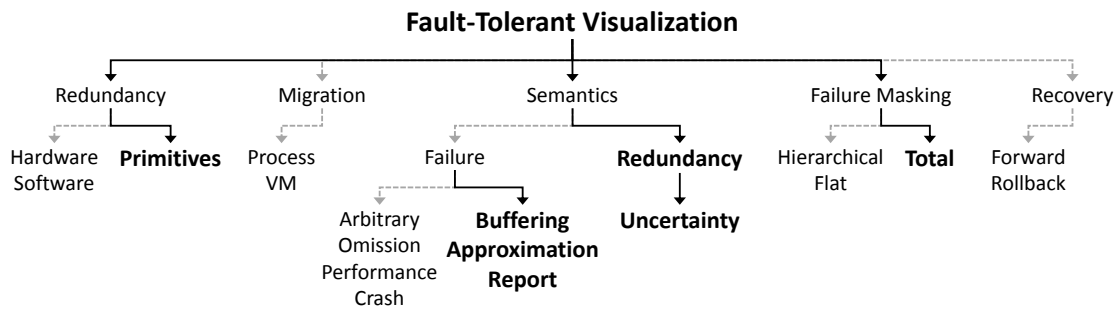 Fault-Tolerant Visualization
Redundancy
Migration
Semantics
Failure Masking
Recovery
Hardware
Software
Primitives
Process
VM
Failure
Redundancy
Hierarchical
Flat
Total
Forward
Rollback
Arbitrary
Omission
Performance
Crash
Buffering
Approximation
Report
Uncertainty